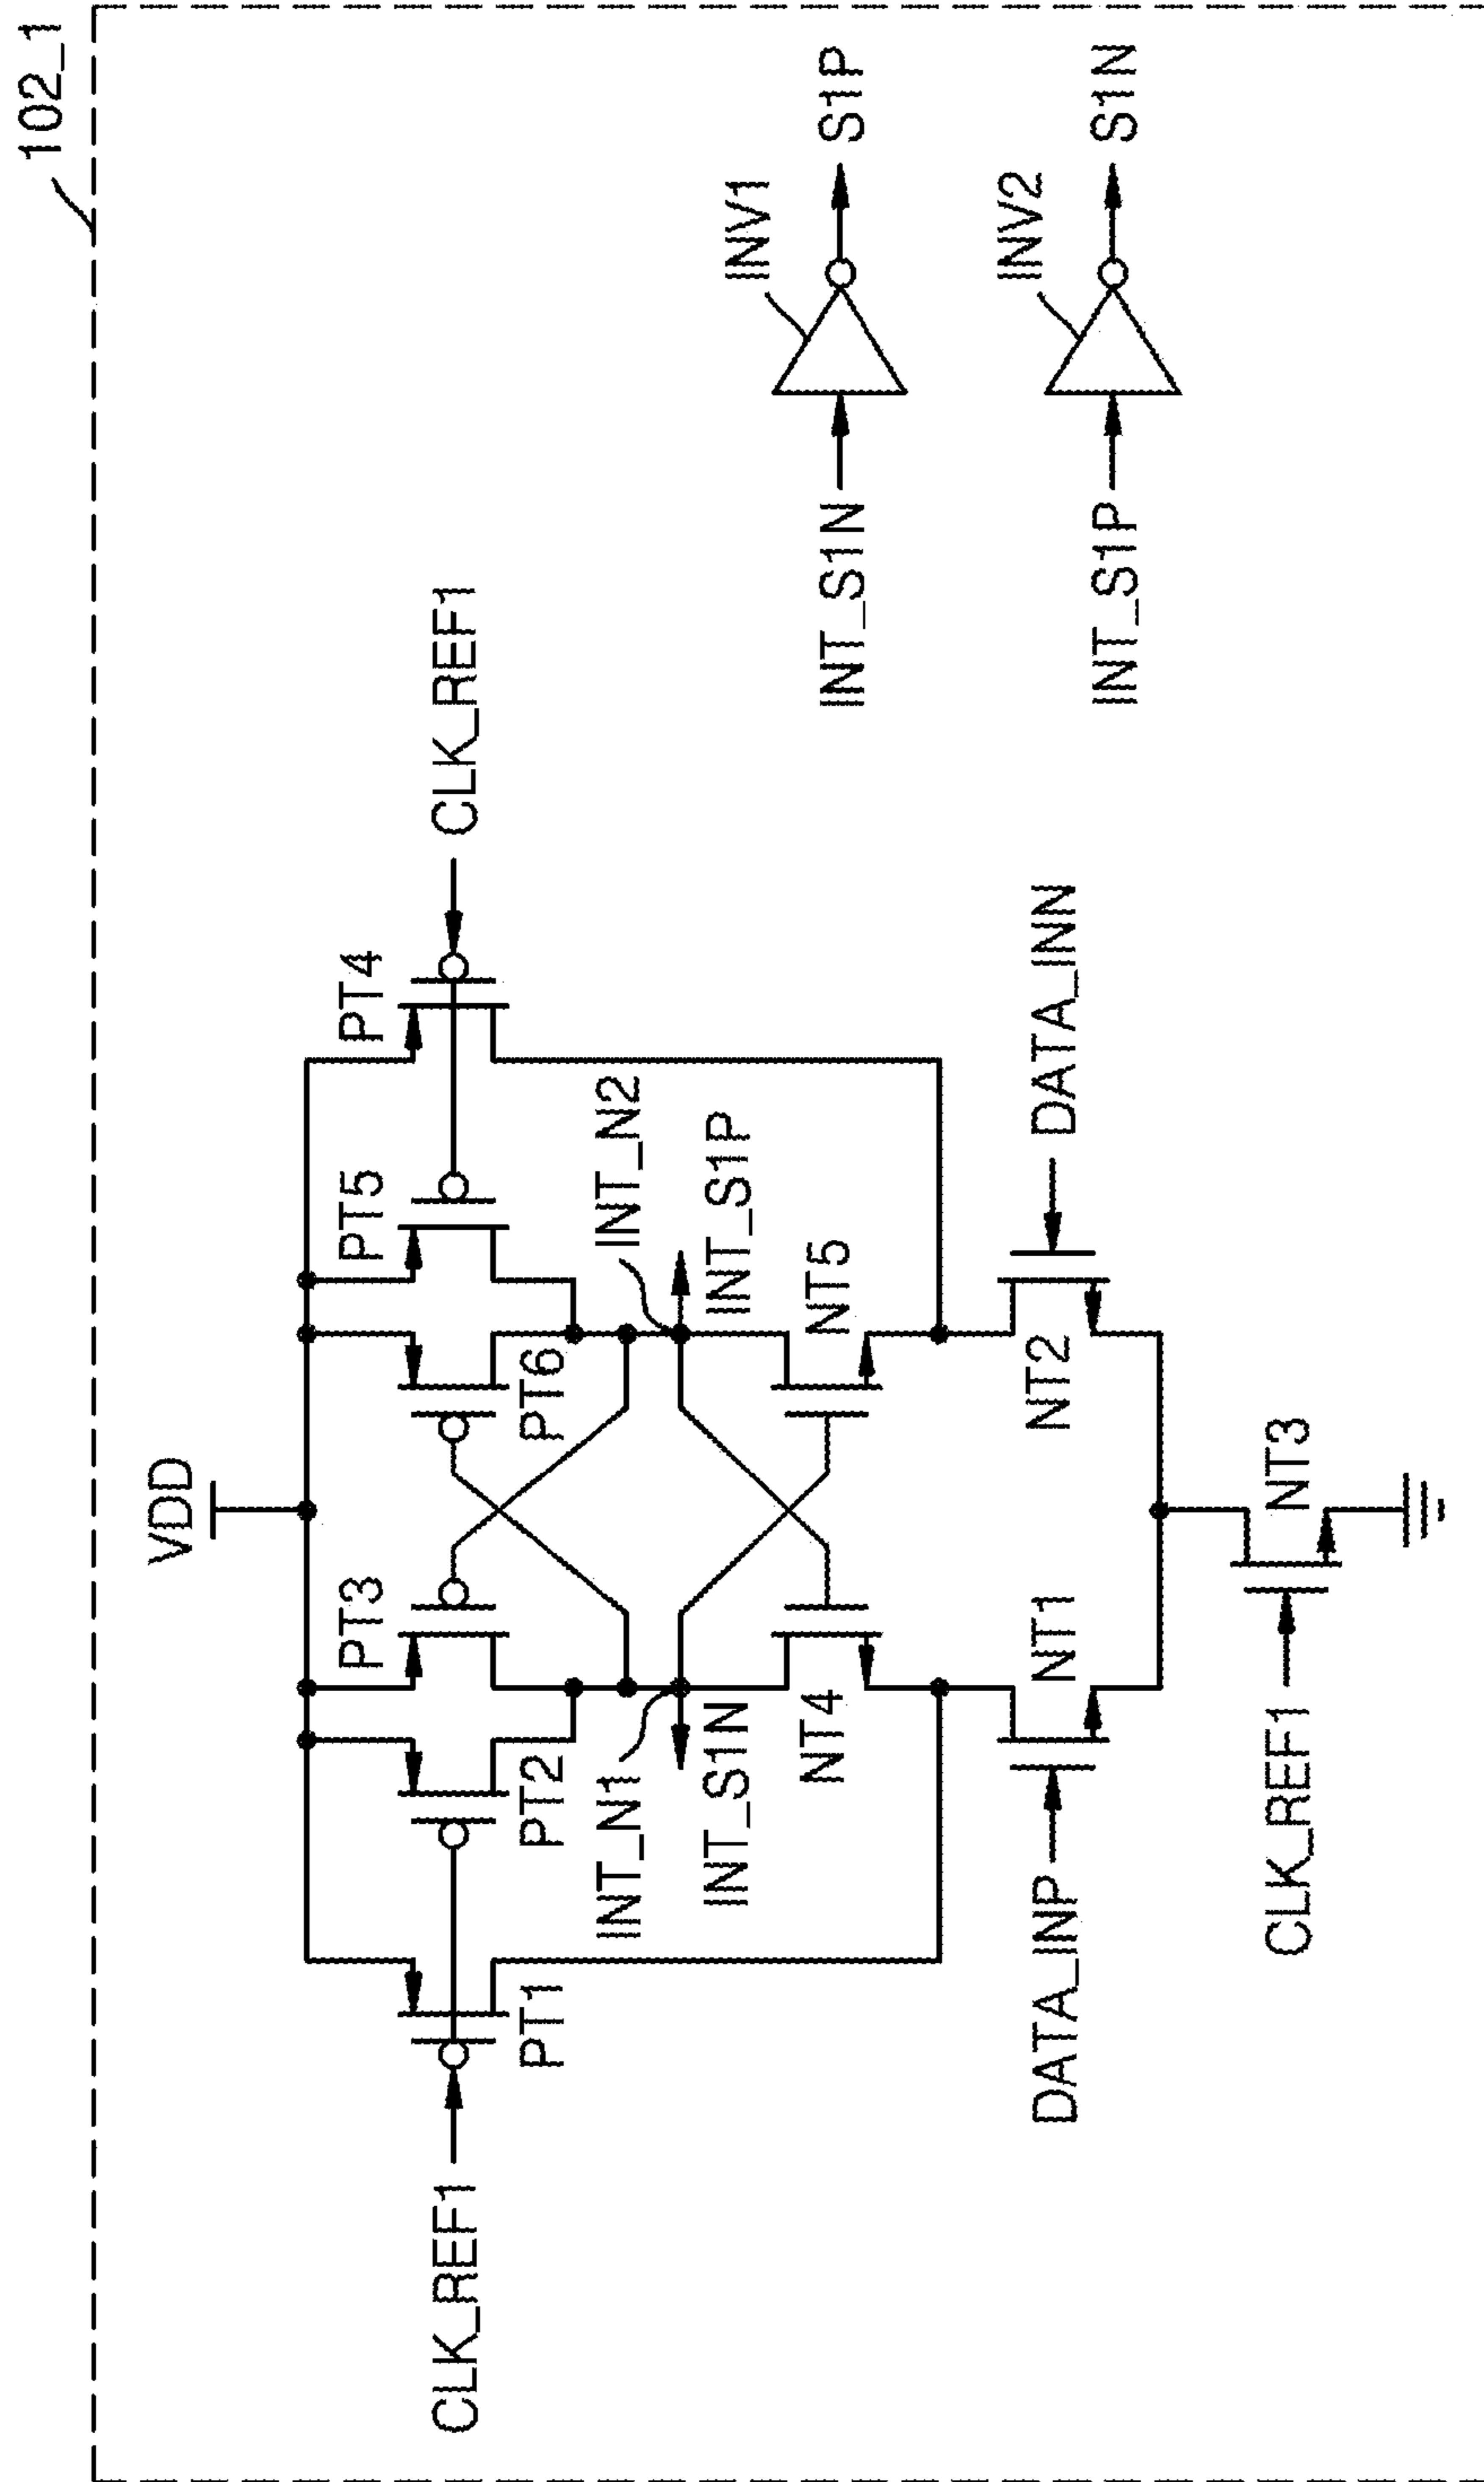 102_1
VDD
CLK_REF1
PT1
PT2
PT3
PT6
PT5
PT4
CLK_REF1
INT_N1
INT_N2
INT_S1N
INT_S1P
NT4
NT5
DATA_INP
NT1
NT2
DATA_INN
CLK_REF1
NT3
INT_S1N
INV1
S1P
INT_S1P
INV2
S1N